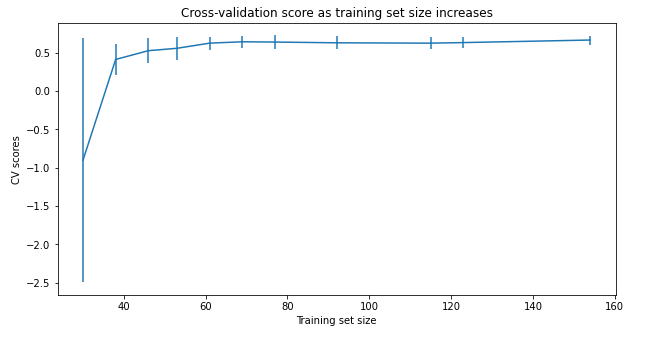 Cross-validation score as training set size increases
CV scores
0.5
0.0
−0.5
−1.0
−1.5
−2.0
−2.5
40 60 80 100 120 140 160
Training set size